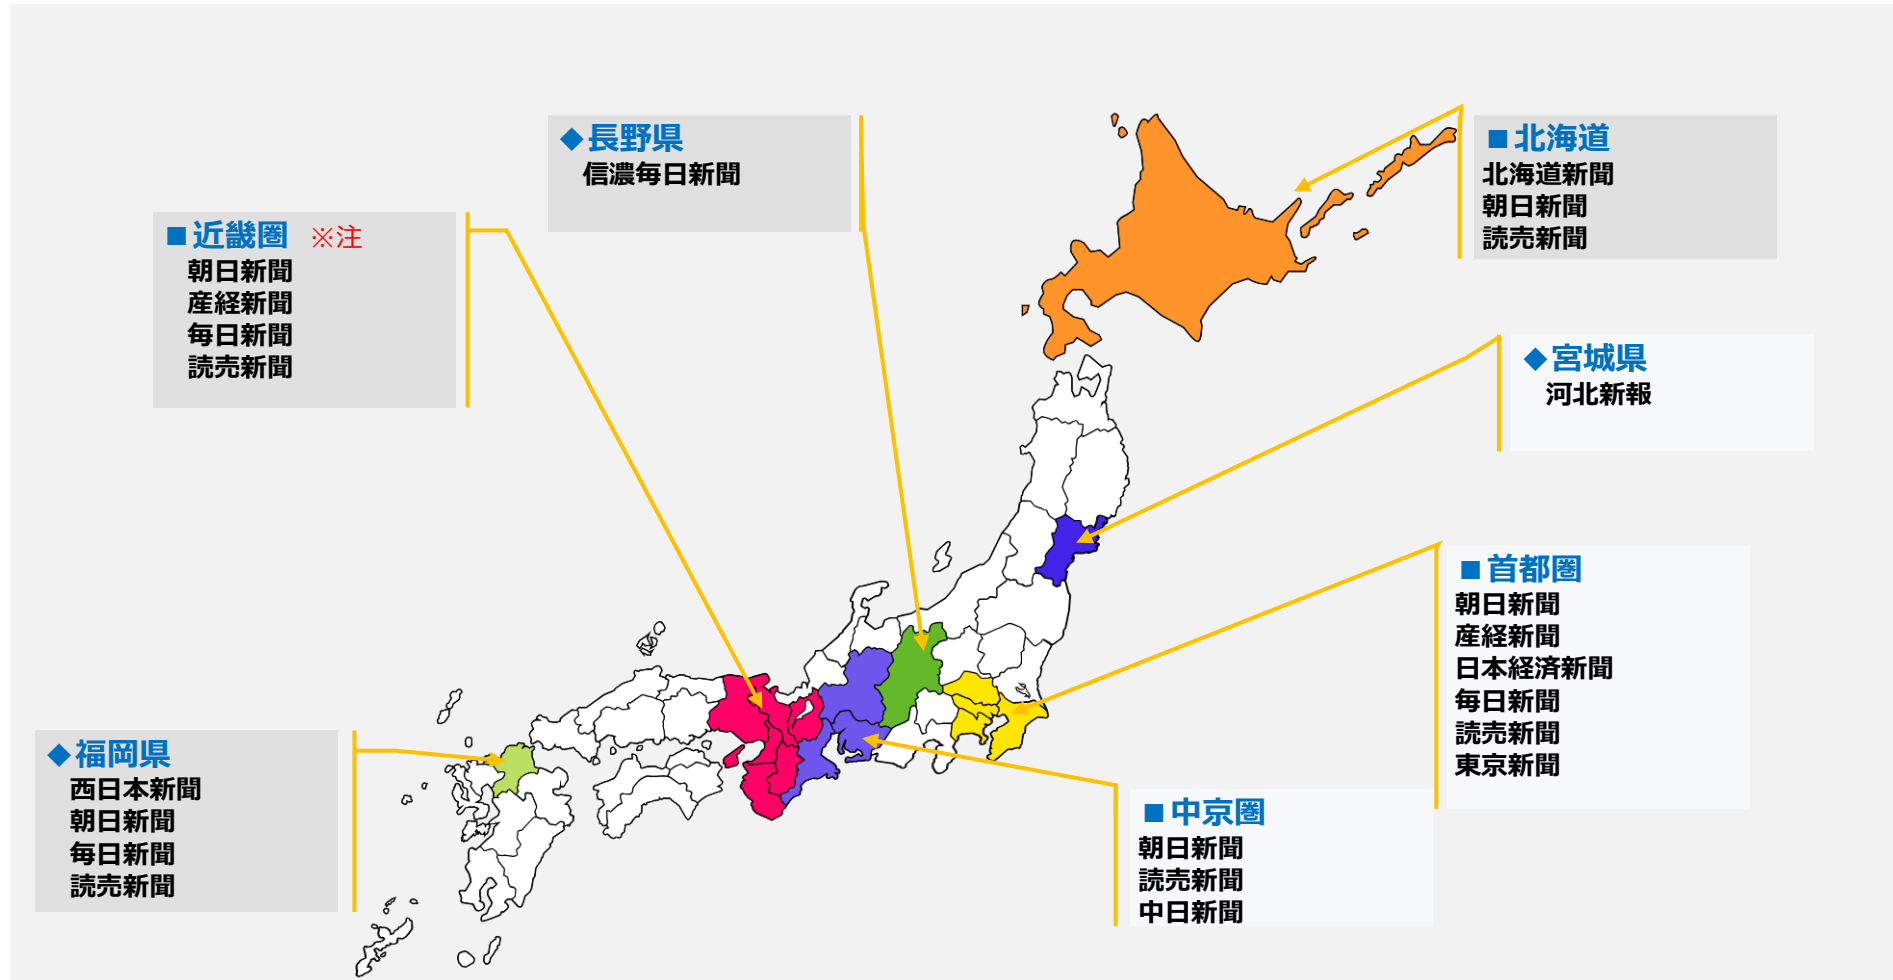 ◆長野県
信濃毎日新聞
■北海道
北海道新聞
朝日新聞
読売新聞
■近畿圏 ※注
朝日新聞
産経新聞
毎日新聞
読売新聞
◆宮城県
河北新報
■首都圏
朝日新聞
産経新聞
日本経済新聞
毎日新聞
読売新聞
東京新聞
◆福岡県
西日本新聞
朝日新聞
毎日新聞
読売新聞
■中京圏
朝日新聞
読売新聞
中日新聞